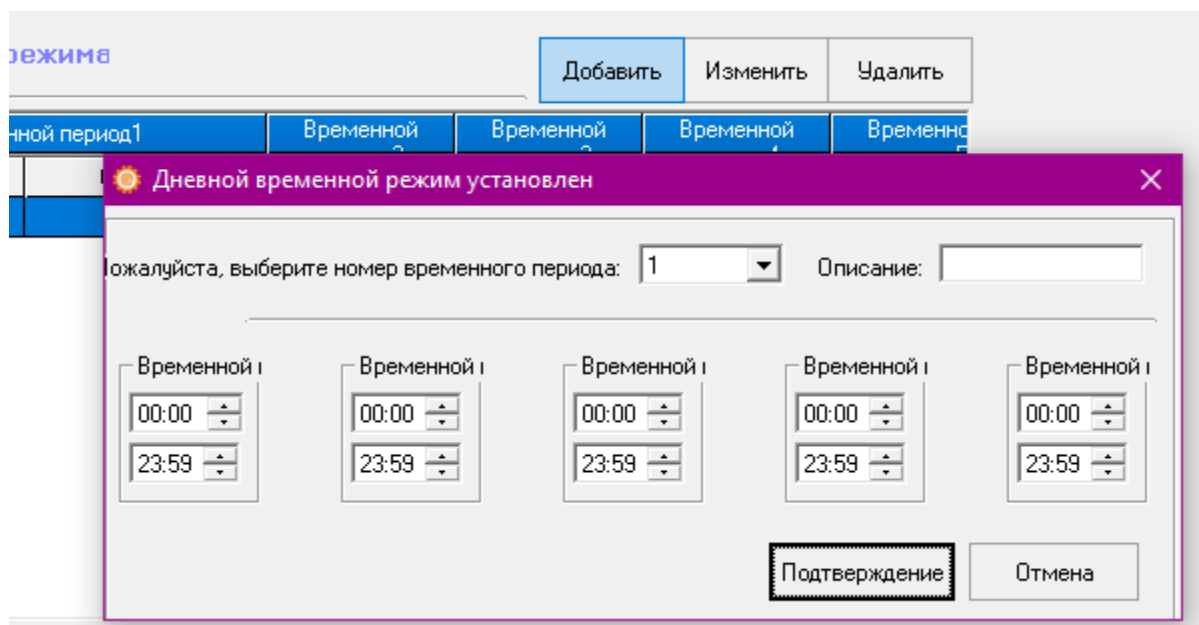 режима
Добавить Изменить Удалить
нной период1 Временной Временной Временной Временно
Дневной временной режим установлен
Пожалуйста, выберите номер временного периода: 1 Описание:
Временной Временной Временной Временной Временной
00:00 00:00 00:00 00:00 00:00
23:59 23:59 23:59 23:59 23:59
Подтверждение Отмена